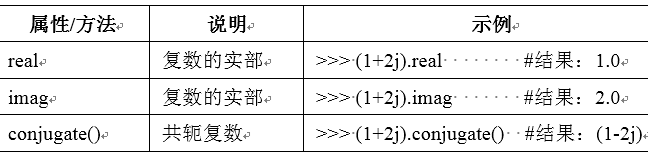 属性/方法 说明 示例
real 复数的实部 >>> (1+2j).real #结果：1.0
imag 复数的实部 >>> (1+2j).imag #结果：2.0
conjugate() 共轭复数 >>> (1+2j).conjugate() #结果：(1-2j)